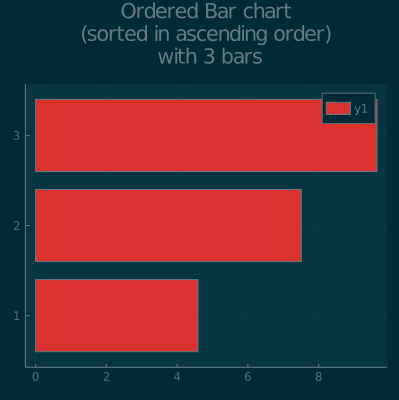 Ordered Bar chart
(sorted in ascending order)
with 3 bars
y1
3
2
1
0 2 4 6 8